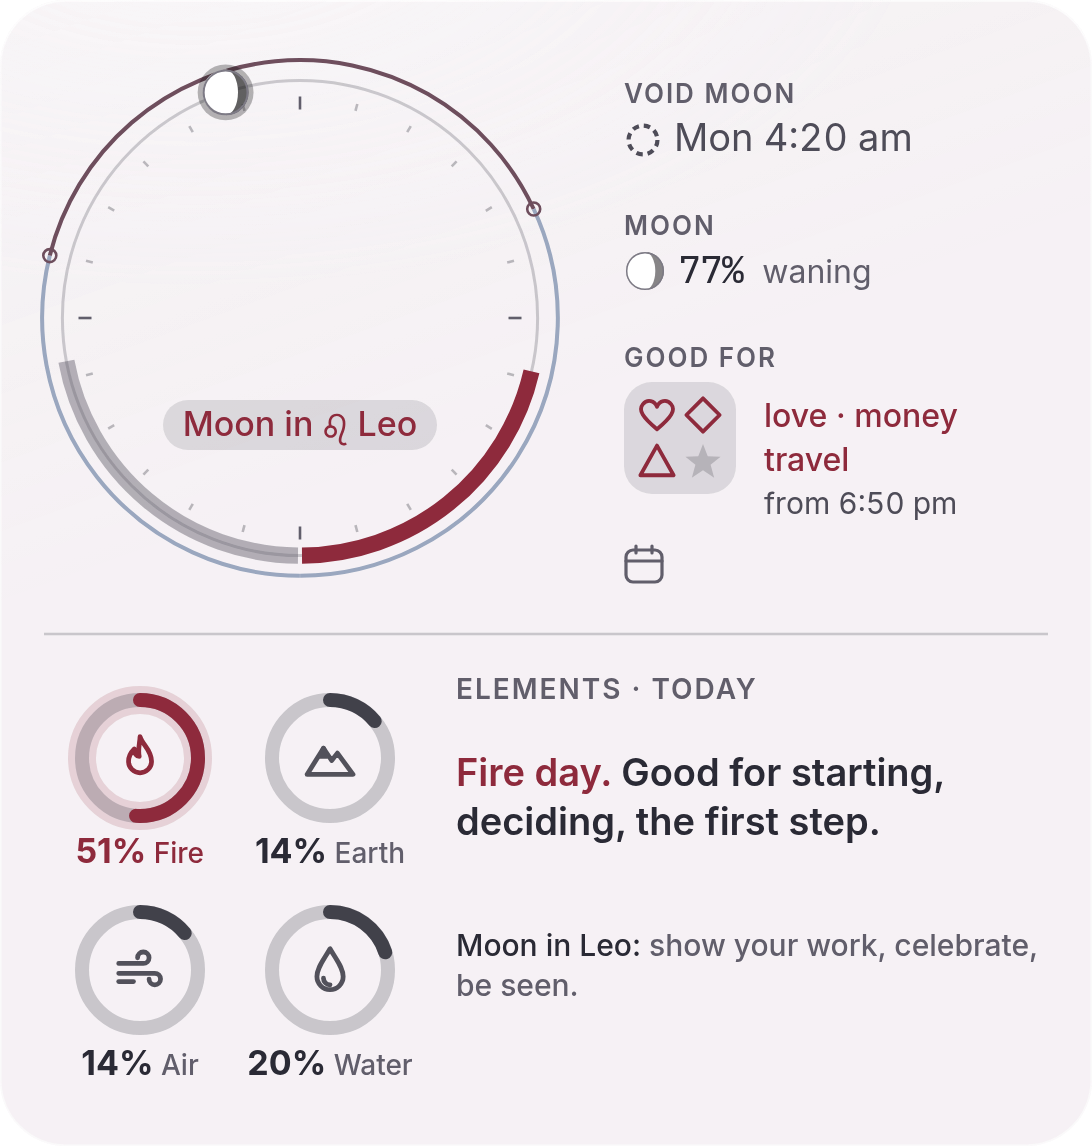 VOID MOON
Mon 4:20 am
MOON
77% waning
GOOD FOR
love · money
travel
from 6:50 pm
Moon in ♌ Leo
ELEMENTS · TODAY
Fire day. Good for starting,
deciding, the first step.
51% Fire
14% Earth
Moon in Leo: show your work, celebrate,
be seen.
14% Air
20% Water